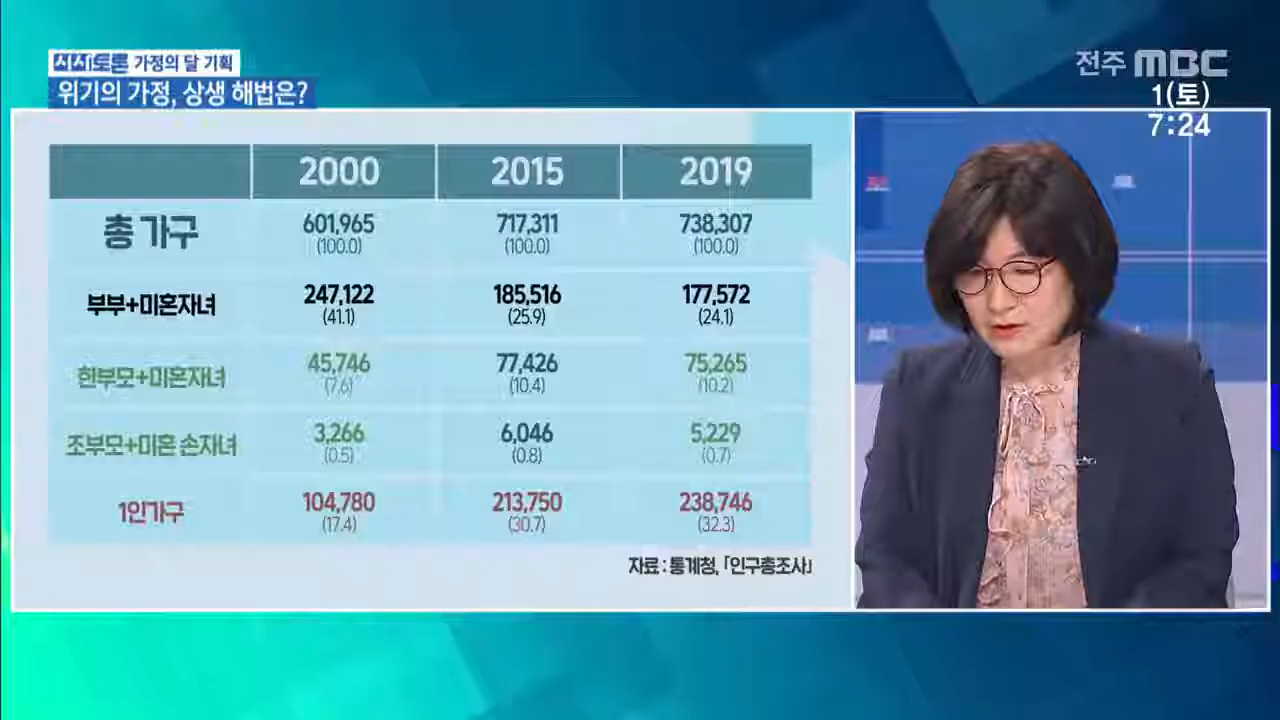 시사토론 가정의 달 기획
위기의 가정, 상생 해법은?
전주 MBC
1(토)
7:24
2000 2015 2019
총 가구 601,965 717,311 738,307
(100.0) (100.0) (100.0)
부부+미혼자녀 247,122 185,516 177,572
(41.1) (25.9) (24.1)
한부모+미혼자녀 45,746 77,426 75,265
(7.6) (10.4) (10.2)
조부모+미혼 손자녀 3,266 6,046 5,229
(0.5) (0.8) (0.7)
1인가구 104,780 213,750 238,746
(17.4) (30.7) (32.3)
자료 : 통계청, 「인구총조사」